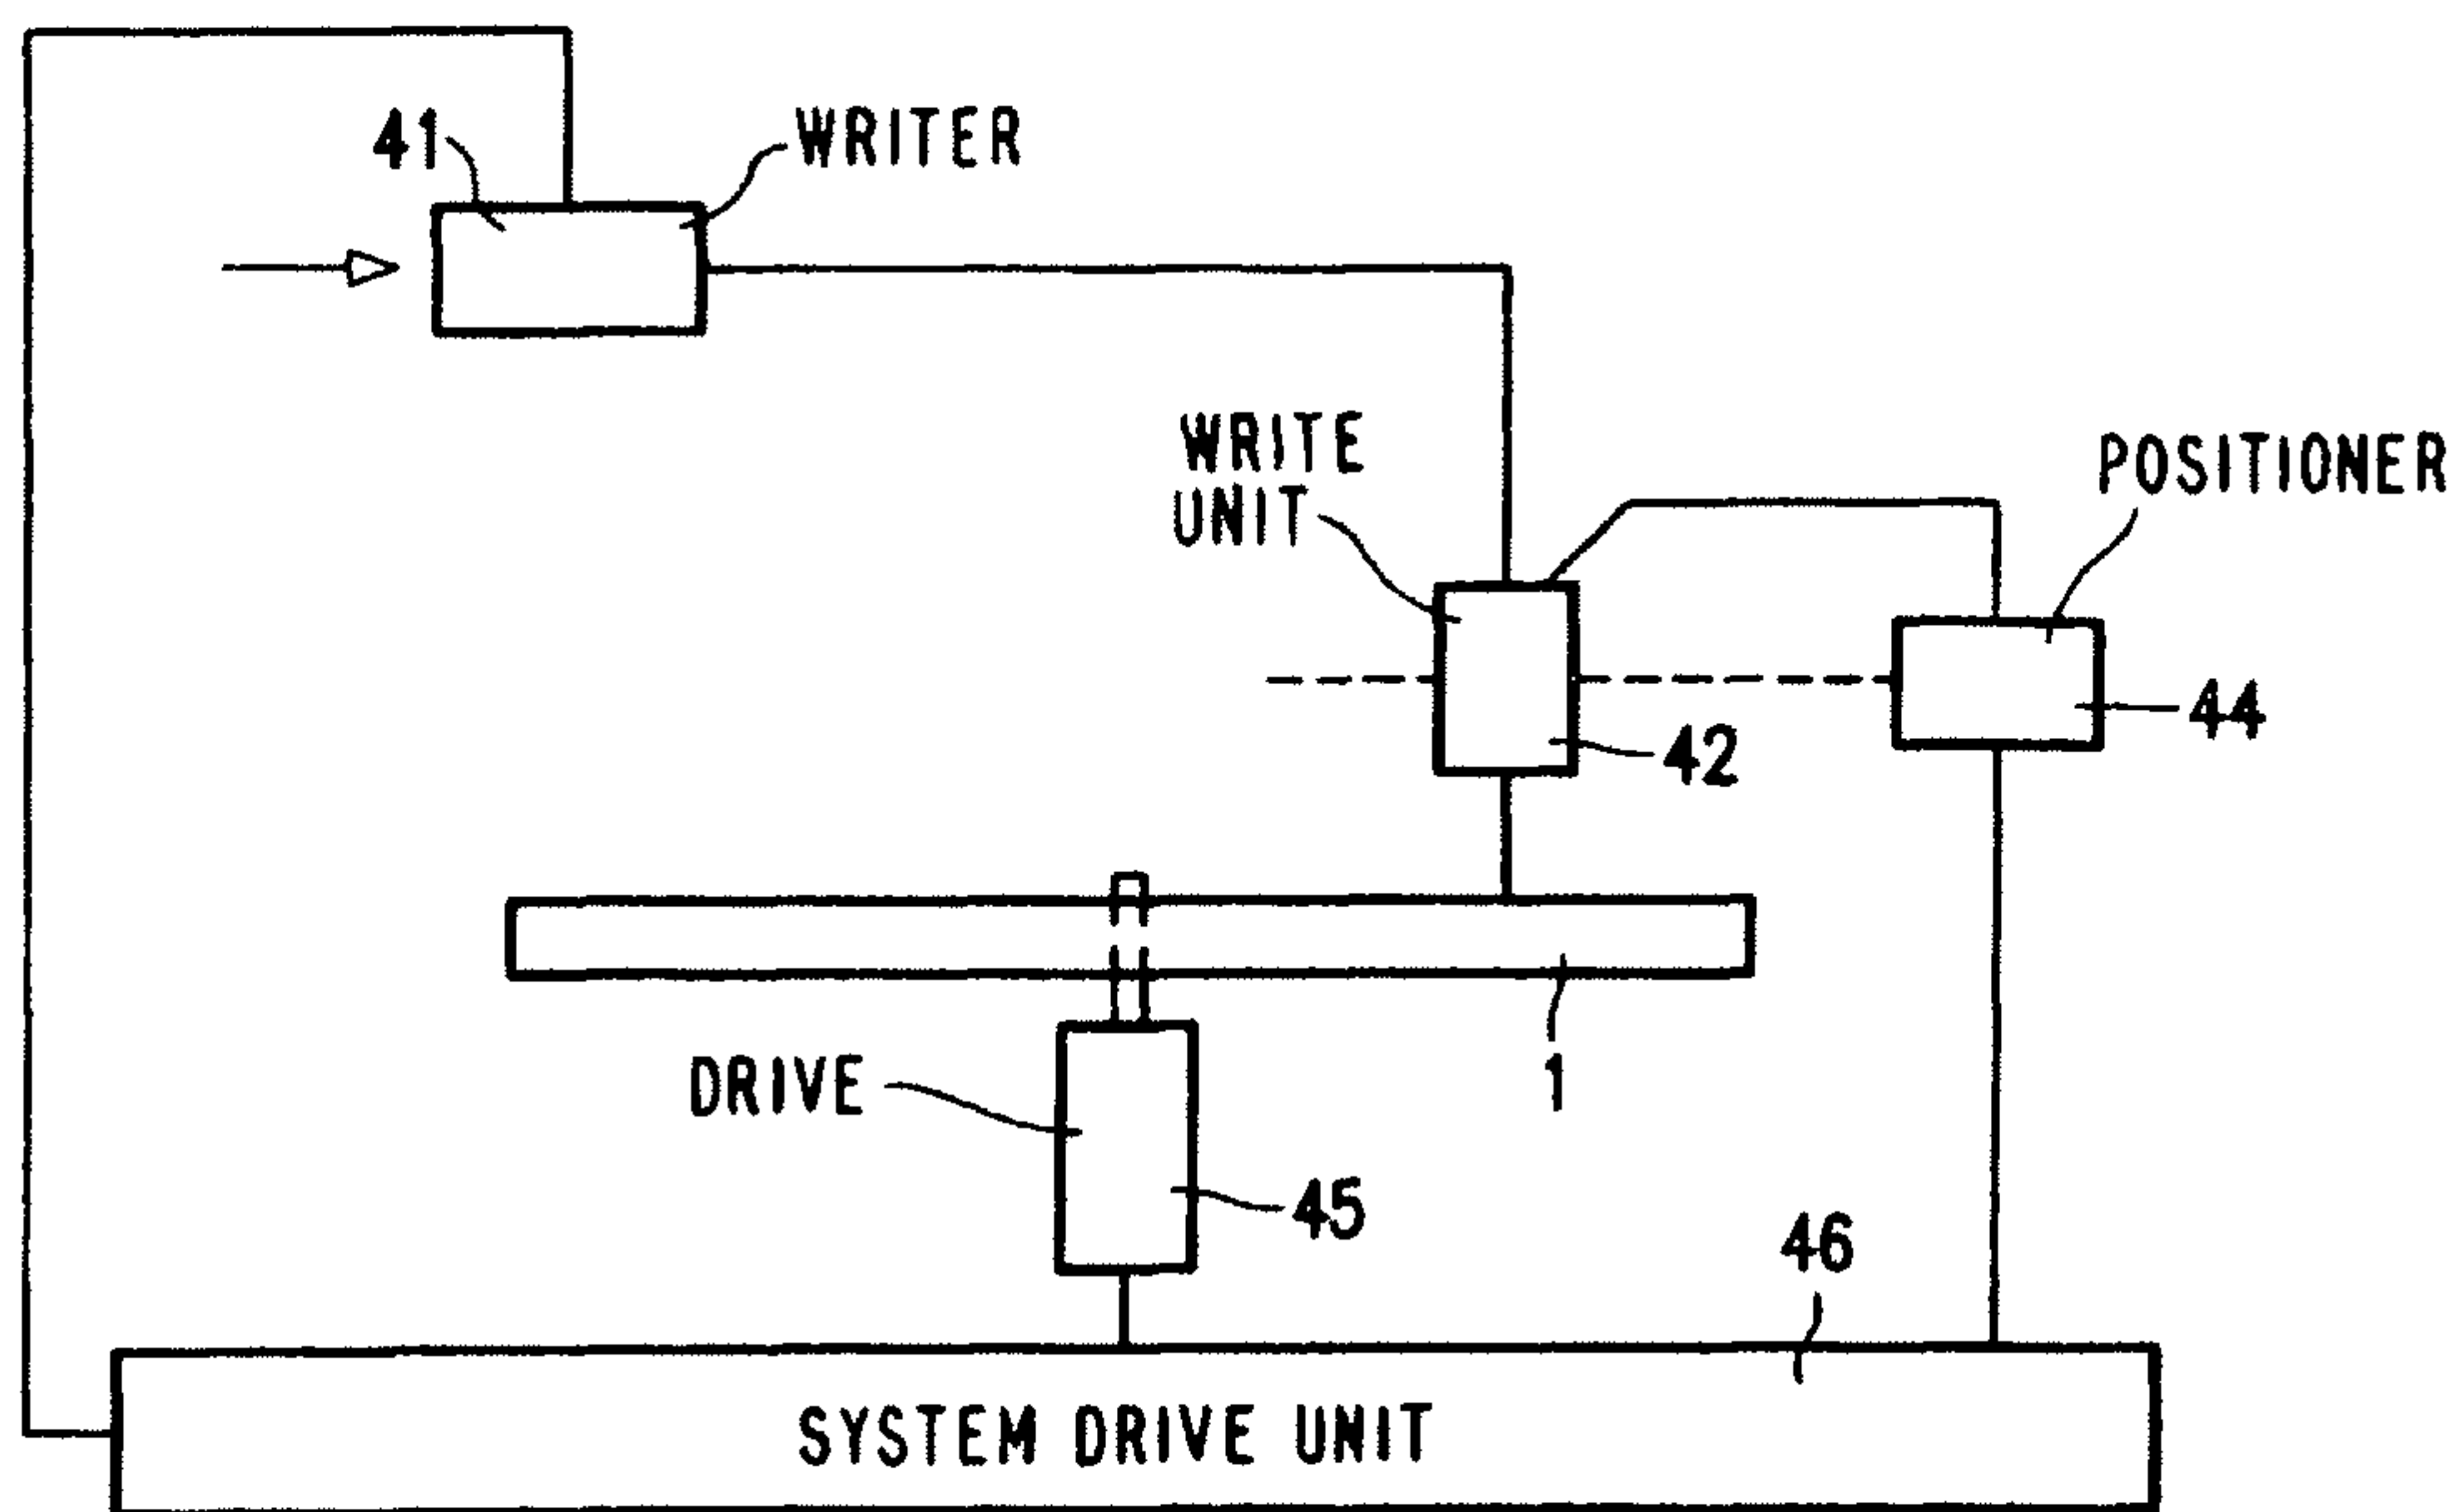 41
WRITER
WRITE
UNIT
POSITIONER
44
42
1
DRIVE
45
46
SYSTEM DRIVE UNIT